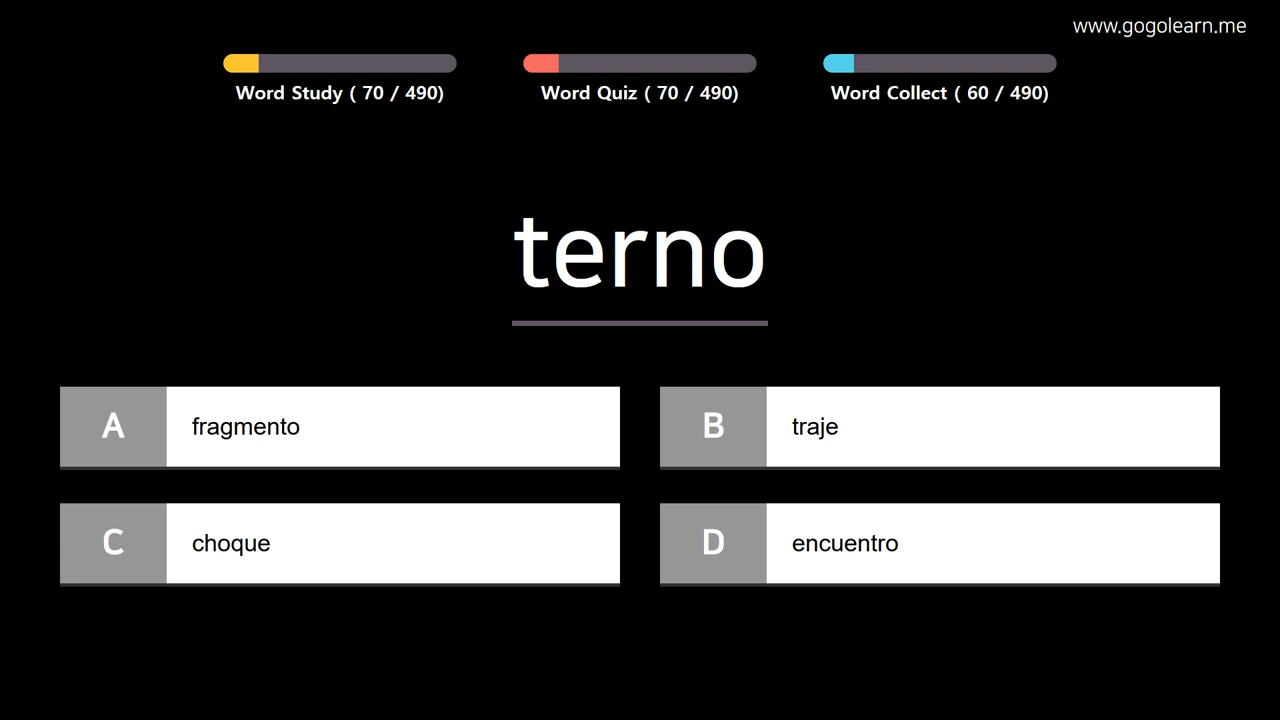 www.gogolearn.me
Word Study ( 70 / 490)
Word Quiz ( 70 / 490)
Word Collect ( 60 / 490)
terno
A fragmento
B traje
C choque
D encuentro